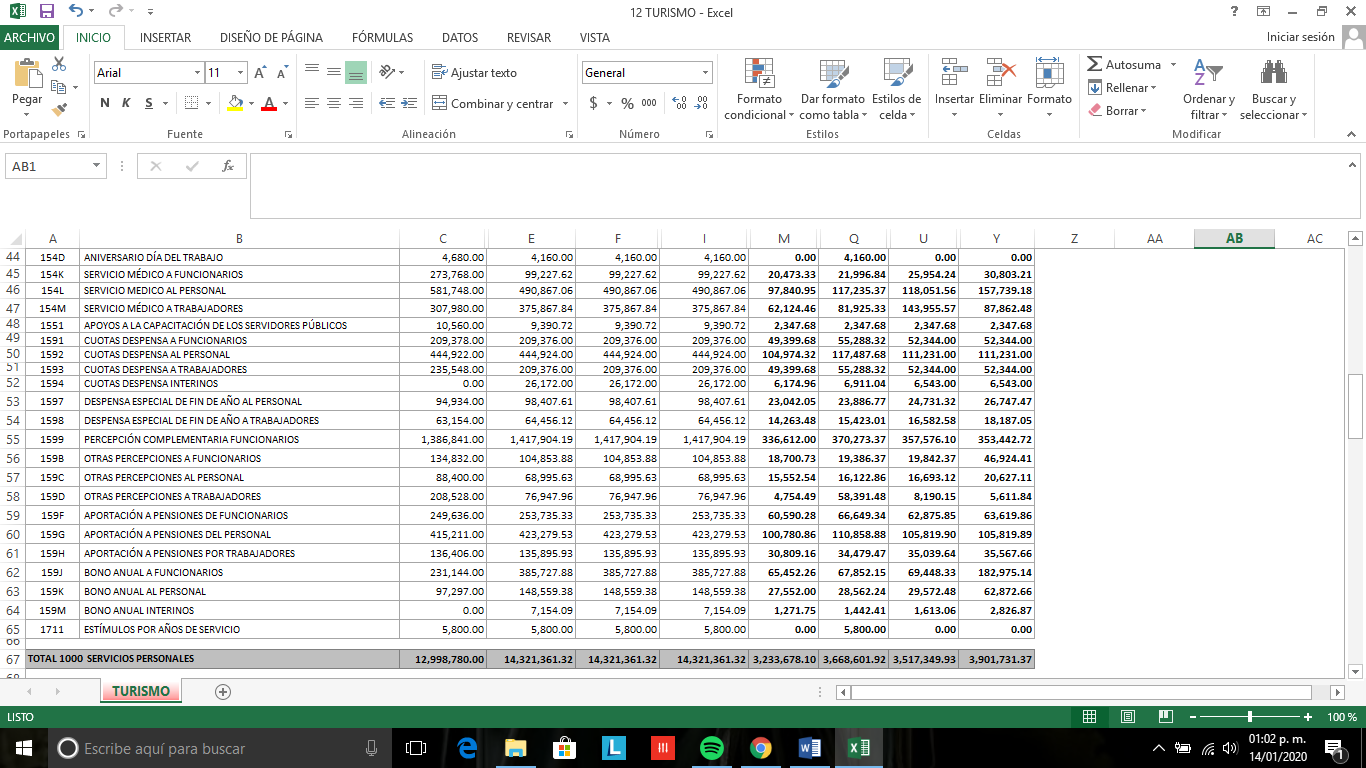 12 TURISMO - Excel
?
ARCHIVO INICIO INSERTAR DISEÑO DE PÁGINA FÓRMULAS DATOS REVISAR VISTA Iniciar sesión
Pegar
Arial 11
N K S
Ajustar texto
Combinar y centrar
General
$ % 000
Formato condicional
Dar formato como tabla
Estilos de celda
Insertar Eliminar Formato
Autosuma
Rellenar
Borrar
Ordenar y filtrar
Buscar y seleccionar
Portapapeles Fuente Alineación Número Estilos Celdas Modificar
AB1 fx
A B C E F I M Q U Y Z AA AB AC
44 154D ANIVERSARIO DÍA DEL TRABAJO 4,680.00 4,160.00 4,160.00 4,160.00 0.00 4,160.00 0.00 0.00
45 154K SERVICIO MÉDICO A FUNCIONARIOS 273,768.00 99,227.62 99,227.62 99,227.62 20,473.33 21,996.84 25,954.24 30,803.21
46 154L SERVICIO MEDICO AL PERSONAL 581,748.00 490,867.06 490,867.06 490,867.06 97,840.95 117,235.37 118,051.56 157,739.18
47 154M SERVICIO MÉDICO A TRABAJADORES 307,980.00 375,867.84 375,867.84 375,867.84 62,124.46 81,925.33 143,955.57 87,862.48
48 1551 APOYOS A LA CAPACITACIÓN DE LOS SERVIDORES PÚBLICOS 10,560.00 9,390.72 9,390.72 9,390.72 2,347.68 2,347.68 2,347.68 2,347.68
49 1591 CUOTAS DESPENSA A FUNCIONARIOS 209,378.00 209,376.00 209,376.00 209,376.00 49,399.68 55,288.32 52,344.00 52,344.00
50 1592 CUOTAS DESPENSA AL PERSONAL 444,922.00 444,924.00 444,924.00 444,924.00 104,974.32 117,487.68 111,231.00 111,231.00
51 1593 CUOTAS DESPENSA A TRABAJADORES 235,548.00 209,376.00 209,376.00 209,376.00 49,399.68 55,288.32 52,344.00 52,344.00
52 1594 CUOTAS DESPENSA INTERINOS 0.00 26,172.00 26,172.00 26,172.00 6,174.96 6,911.04 6,543.00 6,543.00
53 1597 DESPENSA ESPECIAL DE FIN DE AÑO AL PERSONAL 94,934.00 98,407.61 98,407.61 98,407.61 23,042.05 23,886.77 24,731.32 26,747.47
54 1598 DESPENSA ESPECIAL DE FIN DE AÑO A TRABAJADORES 63,154.00 64,456.12 64,456.12 64,456.12 14,263.48 15,423.01 16,582.58 18,187.05
55 1599 PERCEPCIÓN COMPLEMENTARIA FUNCIONARIOS 1,386,841.00 1,417,904.19 1,417,904.19 1,417,904.19 336,612.00 370,273.37 357,576.10 353,442.72
56 159B OTRAS PERCEPCIONES A FUNCIONARIOS 134,832.00 104,853.88 104,853.88 104,853.88 18,700.73 19,386.37 19,842.37 46,924.41
57 159C OTRAS PERCEPCIONES AL PERSONAL 88,400.00 68,995.63 68,995.63 68,995.63 15,552.54 16,122.86 16,693.12 20,627.11
58 159D OTRAS PERCEPCIONES A TRABAJADORES 208,528.00 76,947.96 76,947.96 76,947.96 4,754.49 58,391.48 8,190.15 5,611.84
59 159F APORTACIÓN A PENSIONES DE FUNCIONARIOS 249,636.00 253,735.33 253,735.33 253,735.33 60,590.28 66,649.34 62,875.85 63,619.86
60 159G APORTACIÓN A PENSIONES DEL PERSONAL 415,211.00 423,279.53 423,279.53 423,279.53 100,780.86 110,858.88 105,819.90 105,819.89
61 159H APORTACIÓN A PENSIONES POR TRABAJADORES 136,406.00 135,895.93 135,895.93 135,895.93 30,809.16 34,479.47 35,039.64 35,567.66
62 159J BONO ANUAL A FUNCIONARIOS 231,144.00 385,727.88 385,727.88 385,727.88 65,452.26 67,852.15 69,448.33 182,975.14
63 159K BONO ANUAL AL PERSONAL 97,297.00 148,559.38 148,559.38 148,559.38 27,552.00 28,562.24 29,572.48 62,872.66
64 159M BONO ANUAL INTERINOS 0.00 7,154.09 7,154.09 7,154.09 1,271.75 1,442.41 1,613.06 2,826.87
65 1711 ESTÍMULOS POR AÑOS DE SERVICIO 5,800.00 5,800.00 5,800.00 5,800.00 0.00 5,800.00 0.00 0.00
66
67 TOTAL 1000 SERVICIOS PERSONALES 12,998,780.00 14,321,361.32 14,321,361.32 14,321,361.32 3,233,678.10 3,668,601.92 3,517,349.93 3,901,731.37
68
TURISMO
LISTO 100 %
Escribe aquí para buscar
01:02 p. m.
14/01/2020
1